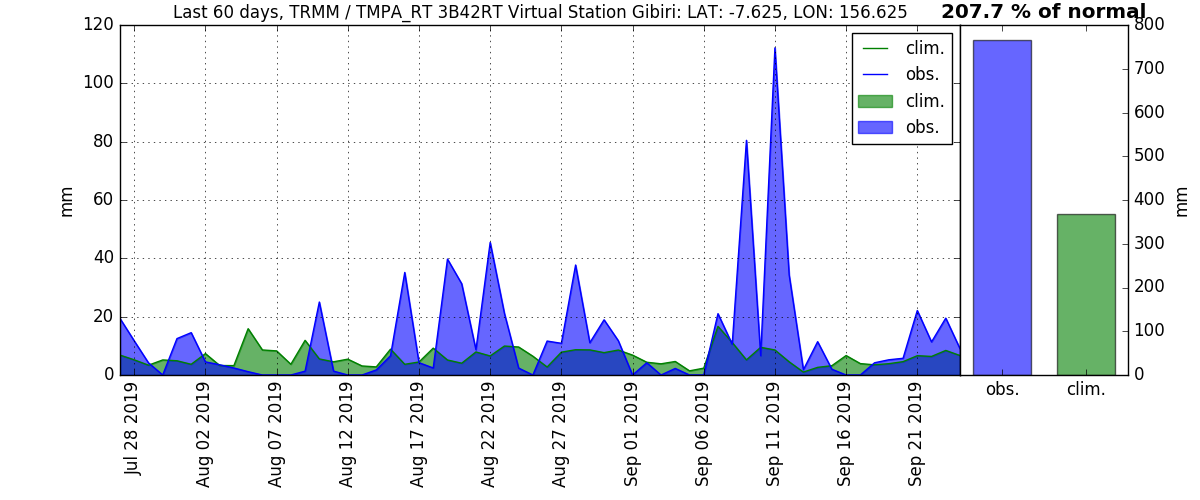 Last 60 days, TRMM / TMPA_RT 3B42RT Virtual Station Gibiri: LAT: -7.625, LON: 156.625
207.7 % of normal
120
100
80
60
40
20
0
mm
clim.
obs.
clim.
obs.
Jul 28 2019
Aug 02 2019
Aug 07 2019
Aug 12 2019
Aug 17 2019
Aug 22 2019
Aug 27 2019
Sep 01 2019
Sep 06 2019
Sep 11 2019
Sep 16 2019
Sep 21 2019
800
700
600
500
400
300
200
100
0
mm
obs.
clim.